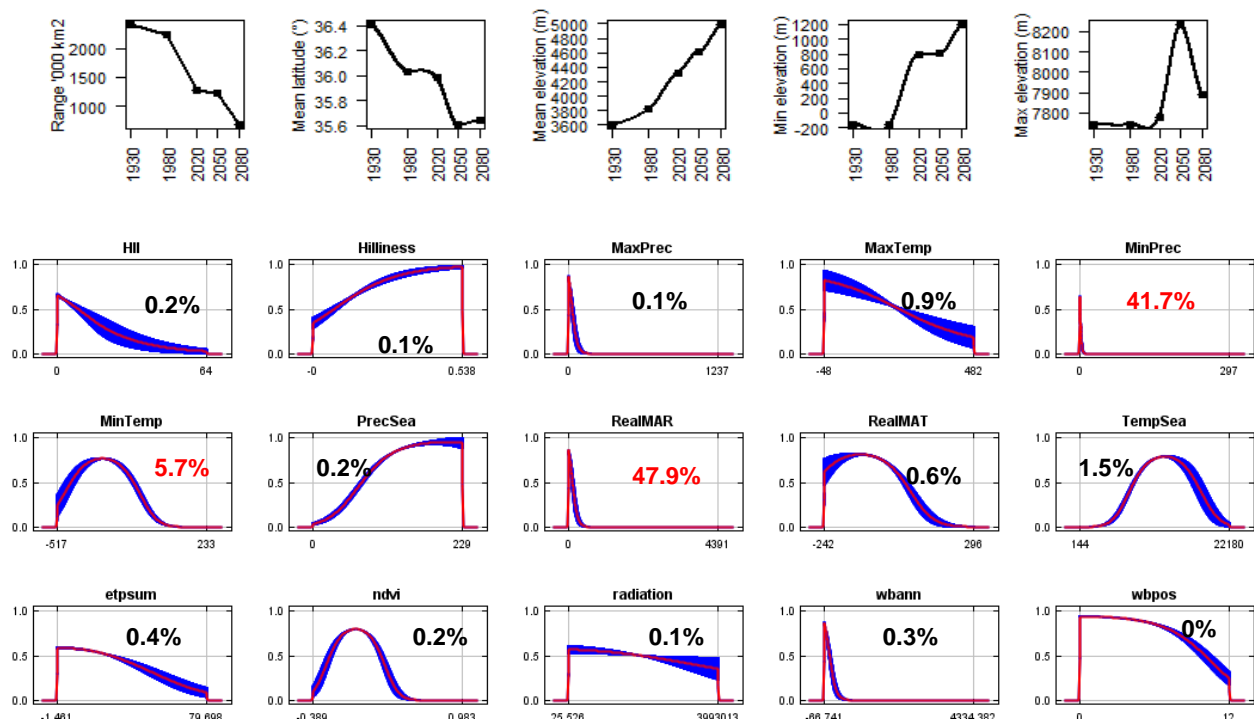 Range '000 km2
2000
1500
1000
1930 1980 2020 2050 2080
Mean latitude (°)
36.4
36.2
36.0
35.8
35.6
1930 1980 2020 2050 2080
Mean elevation (m)
5000
4800
4600
4400
4200
4000
3800
3600
1930 1980 2020 2050 2080
Min elevation (m)
1200
1000
800
600
400
200
0
-200
1930 1980 2020 2050 2080
Max elevation (m)
8200
8100
8000
7900
7800
1930 1980 2020 2050 2080
HII Hilliness MaxPrec MaxTemp MinPrec
1.0 1.0 1.0 1.0 1.0
0.2% 0.1% 0.9% 41.7%
0.5 0.5 0.5 0.5 0.5
0.1%
0.0 0.0 0.0 0.0 0.0
0 64 -0 0.538 0 1237 -48 482 0 297
MinTemp PrecSea RealMAR RealMAT TempSea
1.0 1.0 1.0 1.0 1.0
5.7% 0.2% 47.9% 0.6% 1.5%
0.5 0.5 0.5 0.5 0.5
0.0 0.0 0.0 0.0 0.0
-517 233 0 229 0 4391 -242 296 144 22180
etpsum ndvi radiation wbann wbpos
1.0 1.0 1.0 1.0 1.0
0.4% 0.2% 0.1% 0.3% 0%
0.5 0.5 0.5 0.5 0.5
0.0 0.0 0.0 0.0 0.0
-1.461 79.698 -0.389 0.983 25.526 3993013 -66.741 4334.382 0 12